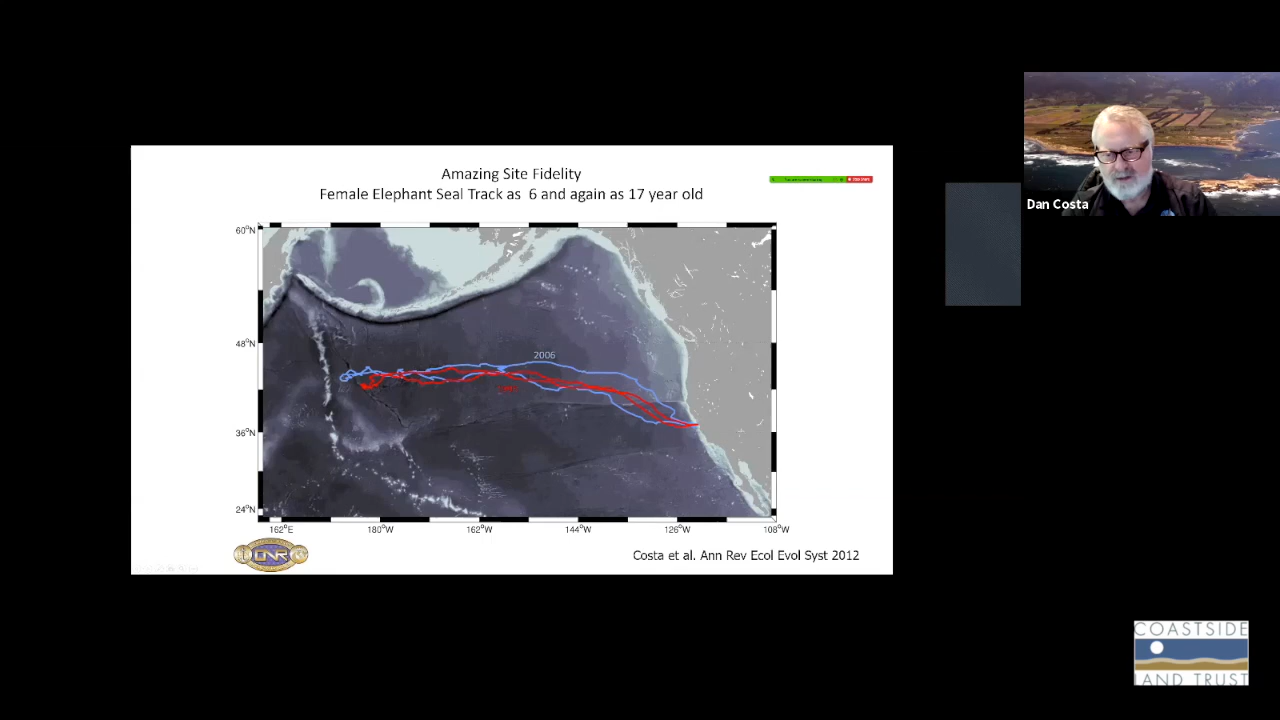 Amazing Site Fidelity
Female Elephant Seal Track as 6 and again as 17 year old
60°N
48°N
36°N
24°N
2006
162°E
180°W
162°W
144°W
126°W
108°W
ONR
Costa et al. Ann Rev Ecol Evol Syst 2012
Dan Costa
COASTSIDE
LAND TRUST